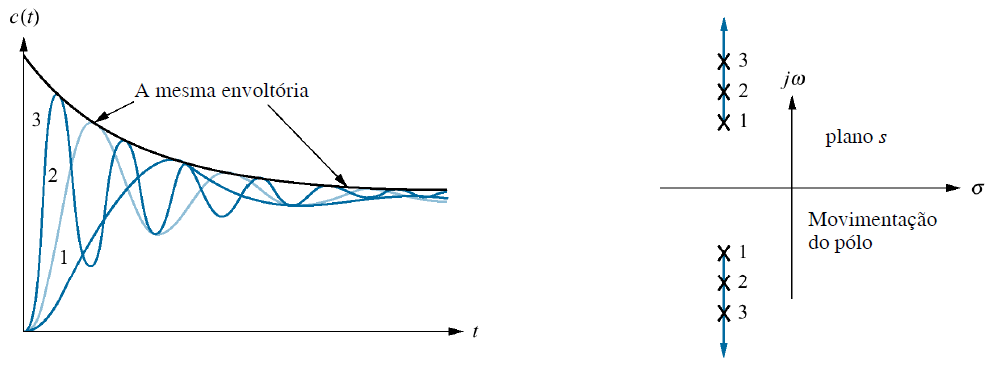 c(t)
A mesma envoltória
3
2
1
t
3
2
1
jω
plano s
σ
Movimentação
do pólo
1
2
3